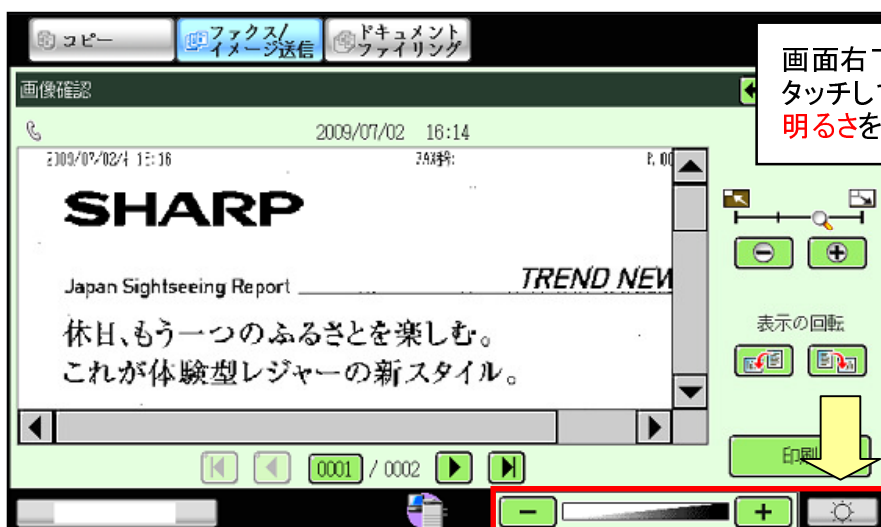 コピー
ファクス/
イメージ送信
ドキュメント
ファイリング
画像確認
画面右
タッチし
明るさを
2009/07/02 16:14
SHARP
Japan Sightseeing Report
TREND NEW
休日、もう一つのふるさとを楽しむ。
これが体験型レジャーの新スタイル。
表示の回転
0001 / 0002
印刷